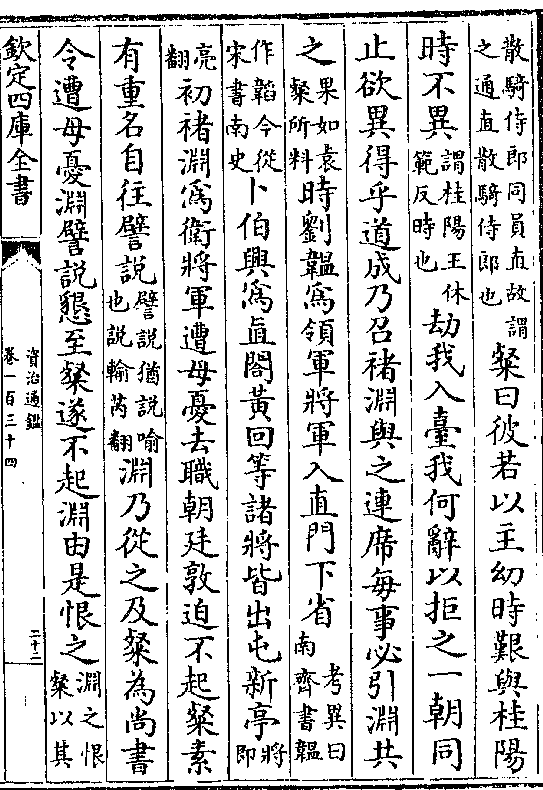 散騎侍郎同員直故謂之通直散騎侍郎也粲曰彼若以主幼時艱與桂陽
時不異謂桂陽王休範反時也劫我入臺我何辭以拒之一朝同
止欲異得乎道成乃召褚淵與之連席每事必引淵共
之果如袁粲所料時劉韞爲領軍將軍入直門下省考異曰南齊書韞
作韜今從宋書南史卜伯興爲直閤黃回等諸將皆出屯新亭將即
亮翻初褚淵爲衛將軍遭母憂去職朝廷敦迫不起粲素
有重名自往譬說譬說猶說喻也說輸芮翻淵乃從之及粲為尚書
令遭母憂淵譬說懇至粲遂不起淵由是恨之淵之恨粲以其
欽定四庫全書
資治通鑑
卷一百三十四
二十二